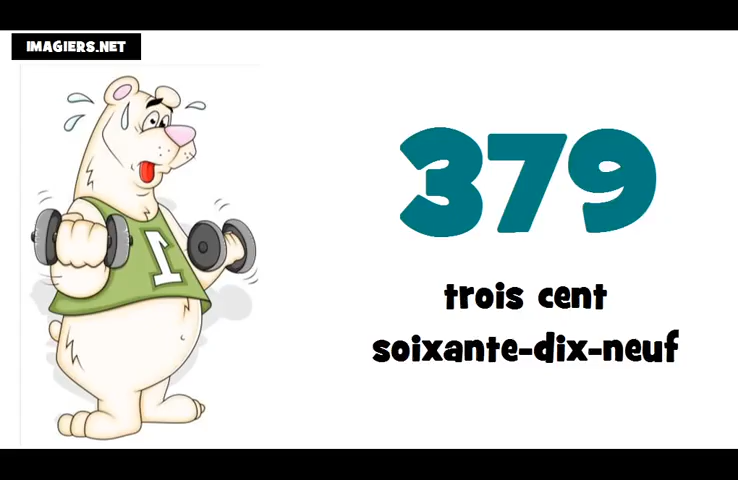 IMAGIERS.NET
1
379
trois cent
soixante-dix-neuf